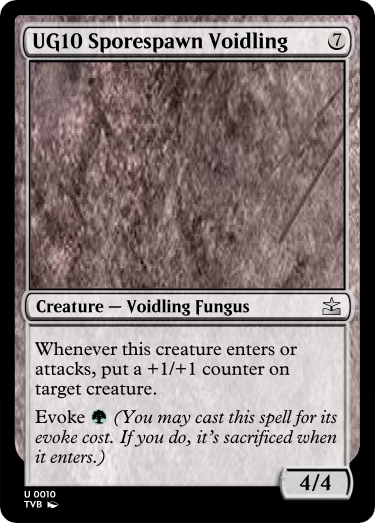 UG10 Sporespawn Voidling 7
Creature — Voidling Fungus
Whenever this creature enters or
attacks, put a +1/+1 counter on
target creature.
Evoke (You may cast this spell for its
evoke cost. If you do, it's sacrificed when
it enters.)
4/4
U 0010
TVB